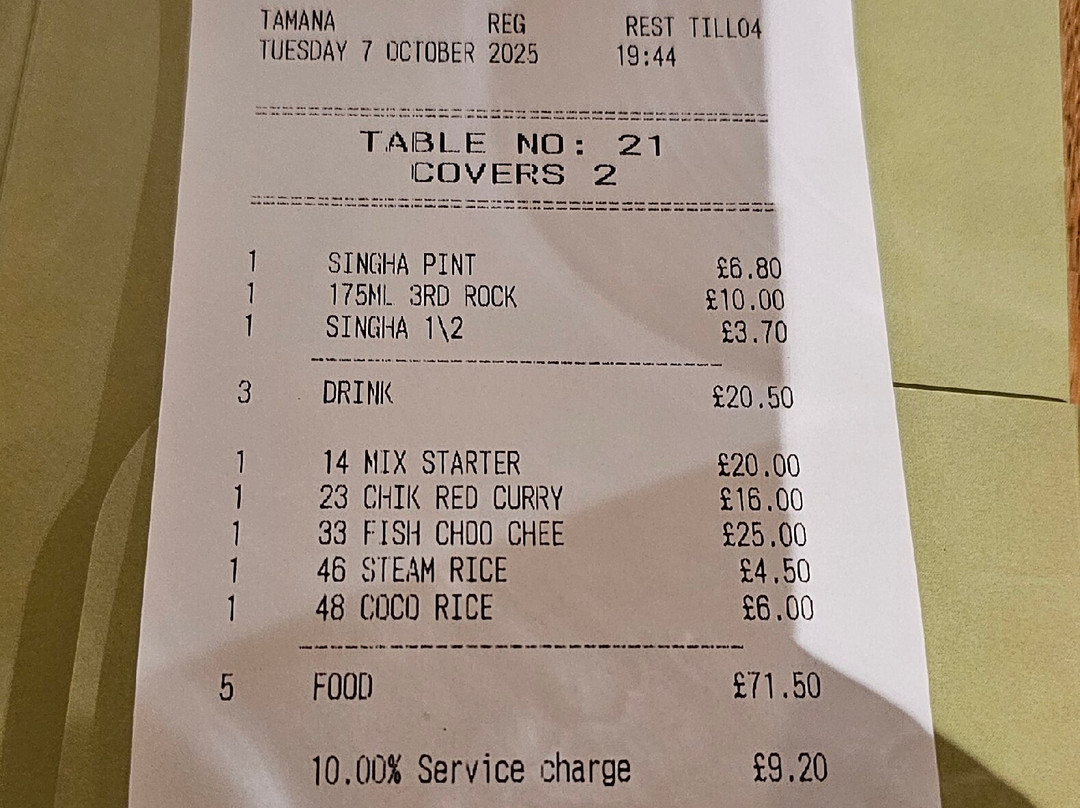 TAMANA REG REST TILL04
TUESDAY 7 OCTOBER 2025 19:44
TABLE NO: 21
COVERS 2
1 SINGHA PINT £6.80
1 175ML 3RD ROCK £10.00
1 SINGHA 1\2 £3.70
3 DRINK £20.50
1 14 MIX STARTER £20.00
1 23 CHIK RED CURRY £16.00
1 33 FISH CHOO CHEE £25.00
1 46 STEAM RICE £4.50
1 48 COCO RICE £6.00
5 FOOD £71.50
10.00% Service charge £9.20